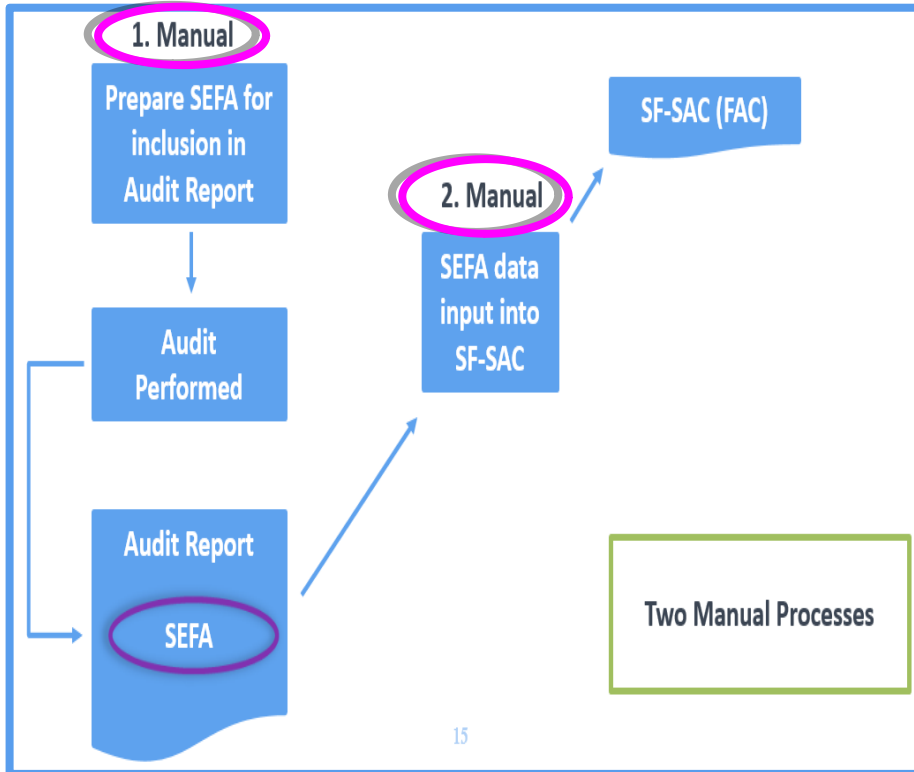 1. Manual
Prepare SEFA for
inclusion in
Audit Report
Audit
Performed
Audit Report
SEFA
2. Manual
SEFA data
input into
SF-SAC
SF-SAC (FAC)
Two Manual Processes
15